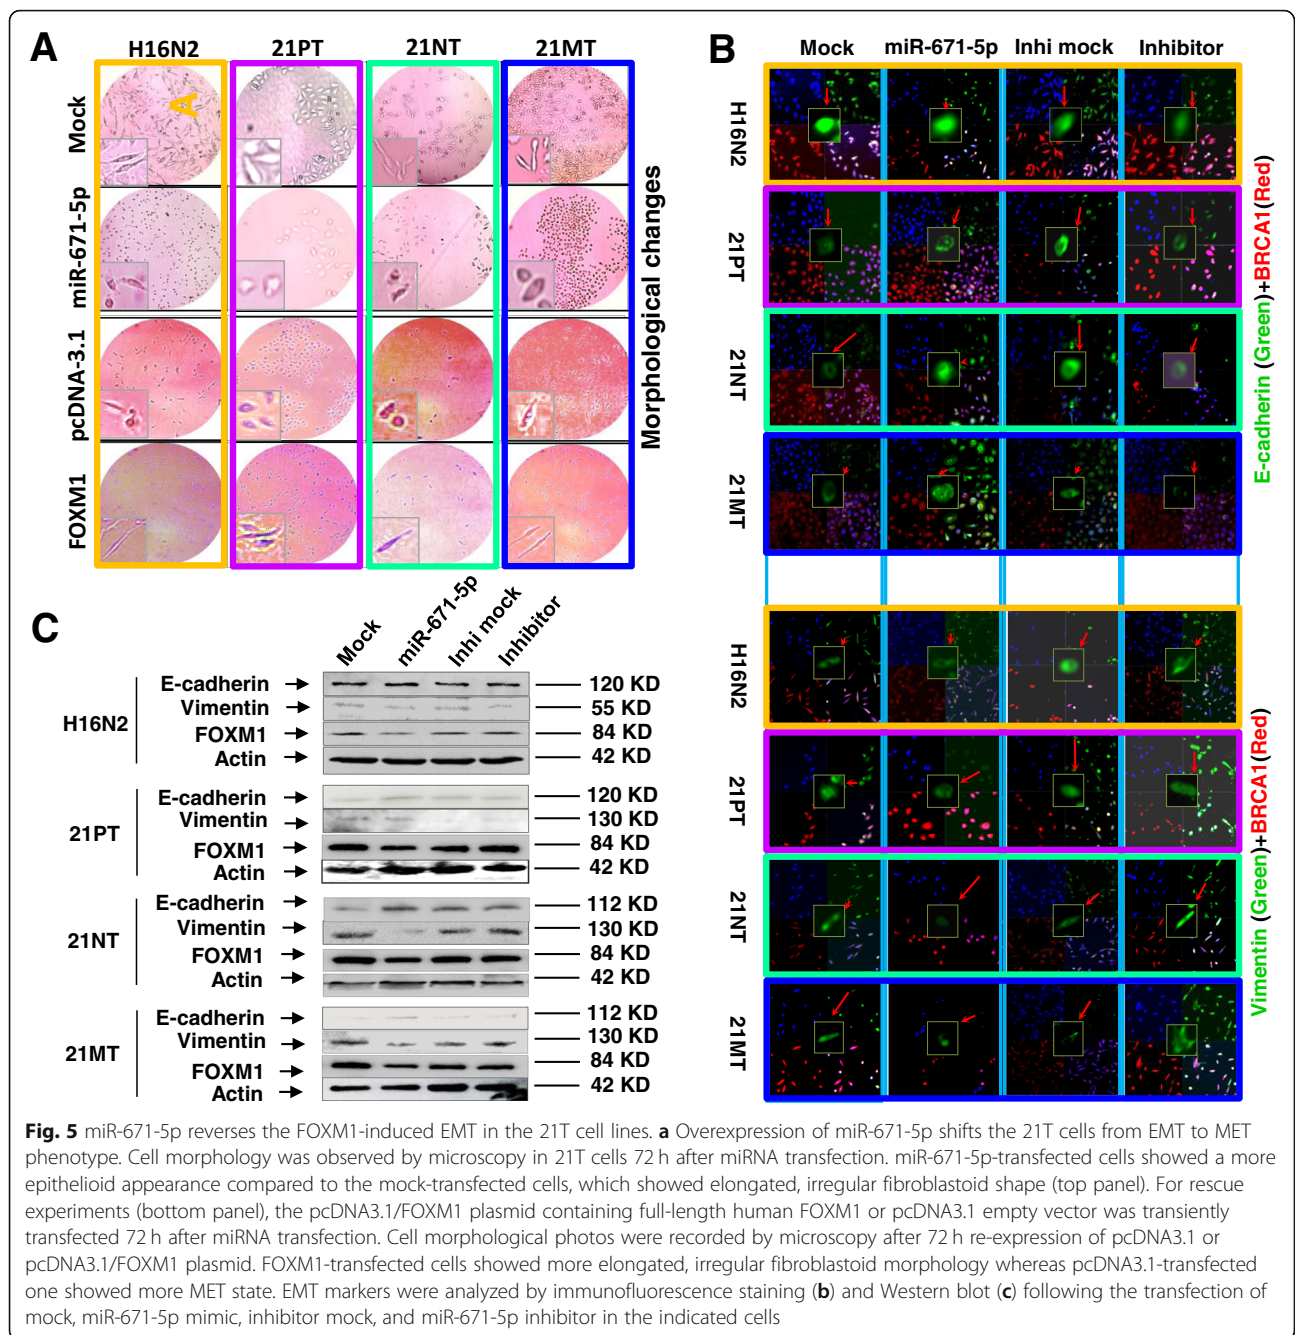 A
H16N2 21PT 21NT 21MT
Mock
A
miR-671-5p
pcDNA-3.1
FOXM1
Morphological changes
B
Mock miR-671-5p Inhi mock Inhibitor
H16N2
21PT
21NT
21MT
E-cadherin (Green)+BRCA1(Red)
H16N2
21PT
21NT
21MT
Vimentin (Green)+BRCA1(Red)
C
Mock miR-671-5p Inhi mock Inhibitor
H16N2
E-cadherin 120 KD
Vimentin 55 KD
FOXM1 84 KD
Actin 42 KD
21PT
E-cadherin 120 KD
Vimentin 130 KD
FOXM1 84 KD
Actin 42 KD
21NT
E-cadherin 112 KD
Vimentin 130 KD
FOXM1 84 KD
Actin 42 KD
21MT
E-cadherin 112 KD
Vimentin 130 KD
FOXM1 84 KD
Actin 42 KD
Fig. 5 miR-671-5p reverses the FOXM1-induced EMT in the 21T cell lines. a Overexpression of miR-671-5p shifts the 21T cells from EMT to MET
phenotype. Cell morphology was observed by microscopy in 21T cells 72 h after miRNA transfection. miR-671-5p-transfected cells showed a more
epithelioid appearance compared to the mock-transfected cells, which showed elongated, irregular fibroblastoid shape (top panel). For rescue
experiments (bottom panel), the pcDNA3.1/FOXM1 plasmid containing full-length human FOXM1 or pcDNA3.1 empty vector was transiently
transfected 72 h after miRNA transfection. Cell morphological photos were recorded by microscopy after 72 h re-expression of pcDNA3.1 or
pcDNA3.1/FOXM1 plasmid. FOXM1-transfected cells showed more elongated, irregular fibroblastoid morphology whereas pcDNA3.1-transfected
one showed more MET state. EMT markers were analyzed by immunofluorescence staining (b) and Western blot (c) following the transfection of
mock, miR-671-5p mimic, inhibitor mock, and miR-671-5p inhibitor in the indicated cells